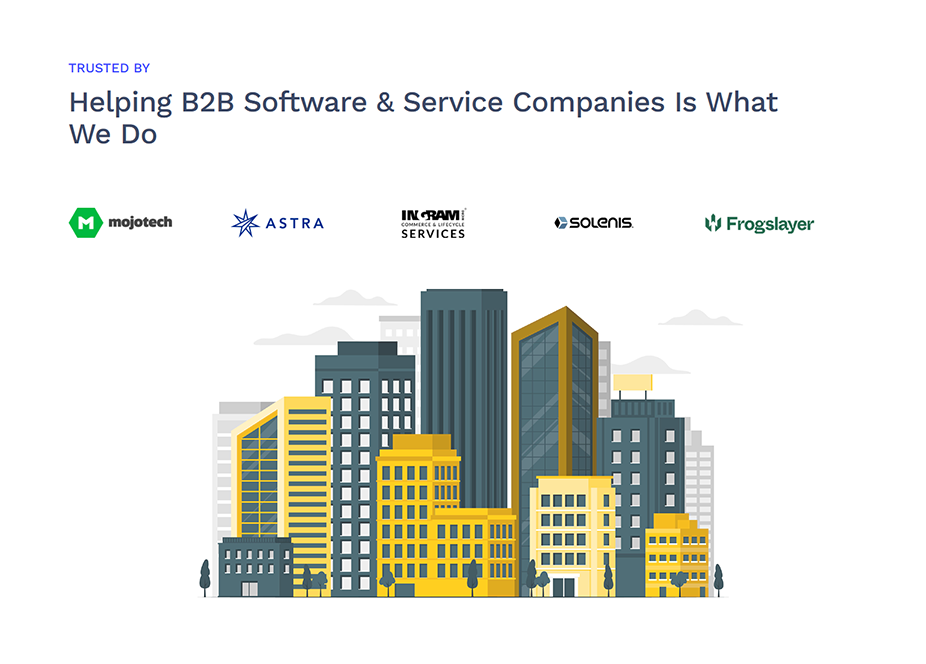 TRUSTED BY
Helping B2B Software & Service Companies Is What
We Do
mojotech
ASTRA
INGRAM
COMMERCE & LIFECYCLE
SERVICES
SOLENIS
Frogslayer